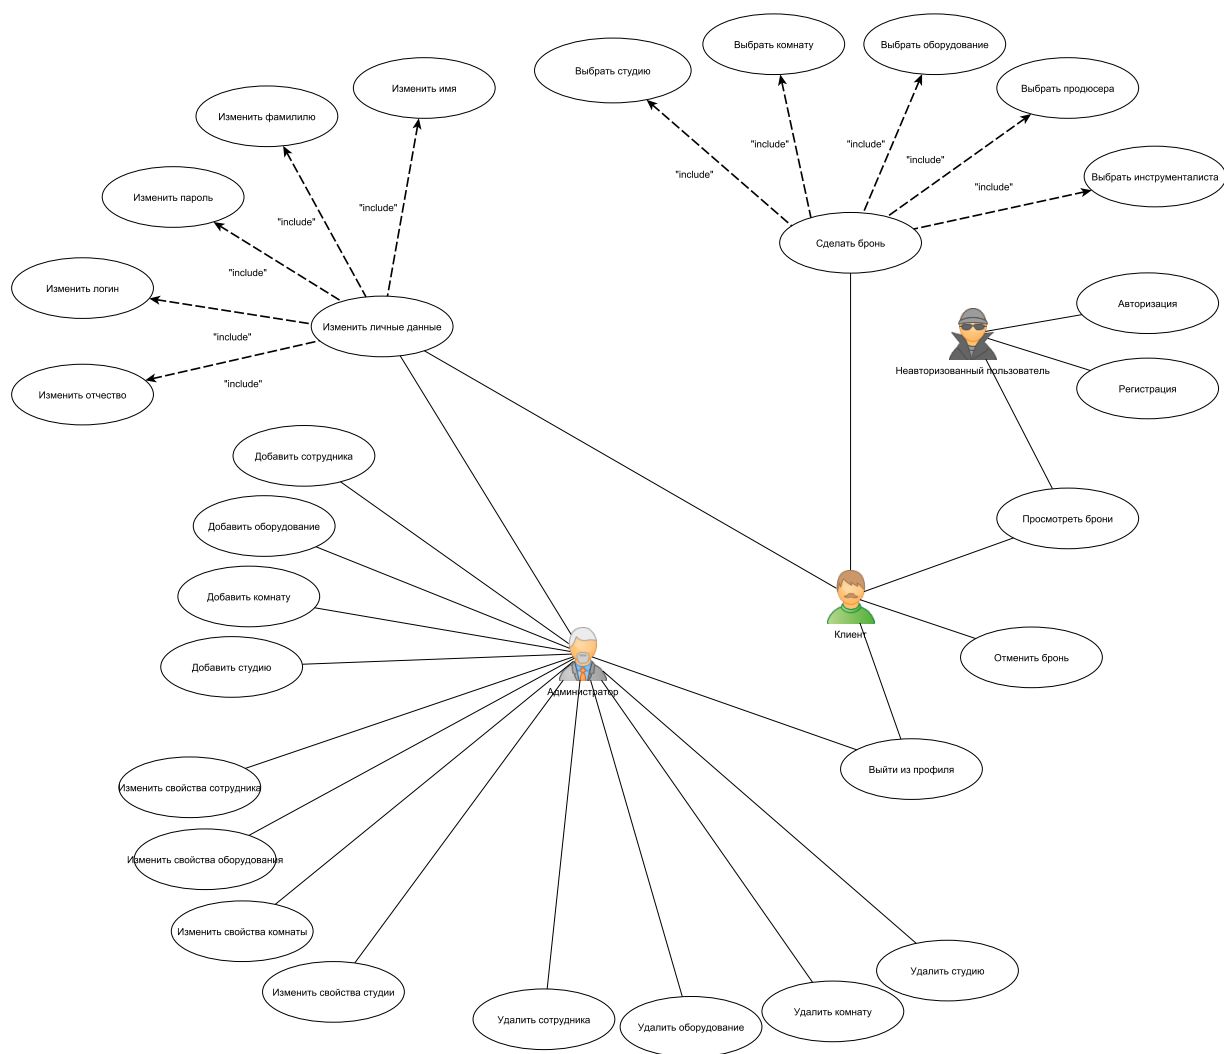 Выбрать комнату
Выбрать оборудование
Выбрать студию
Изменить имя
Выбрать продюсера
Изменить фамилилю
"include"
"include"
"include"
"include"
Выбрать инструменталиста
"include"
Изменить пароль
"include"
"include"
Сделать бронь
"include"
Изменить логин
Авторизация
Изменить личные данные
"include"
Неавторизованный пользователь
"include"
Регистрация
Изменить отчество
Добавить сотрудника
Просмотреть брони
Добавить оборудование
Добавить комнату
Клиент
Отменить бронь
Добавить студию
Администратор
Выйти из профиля
Изменить свойства сотрудника
Изменить свойства оборудования
Изменить свойства комнаты
Удалить студию
Изменить свойства студии
Удалить комнату
Удалить сотрудника
Удалить оборудование